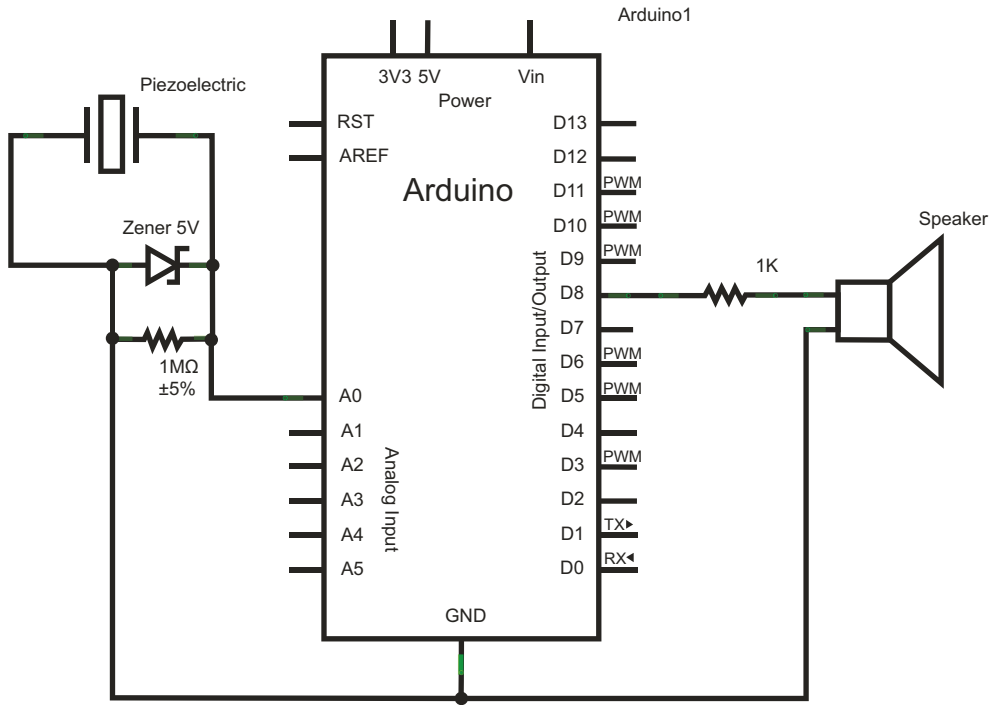 Arduino1
3V3 5V
Vin
Power
Piezoelectric
RST
AREF
Arduino
D13
D12
D11 PWM
D10 PWM
D9 PWM
D8
D7
D6 PWM
D5 PWM
D4
D3 PWM
D2
D1 TX▶
D0 RX◀
Digital Input/Output
Zener 5V
1MΩ
±5%
A0
A1
A2
A3
A4
A5
Analog Input
GND
1K
Speaker